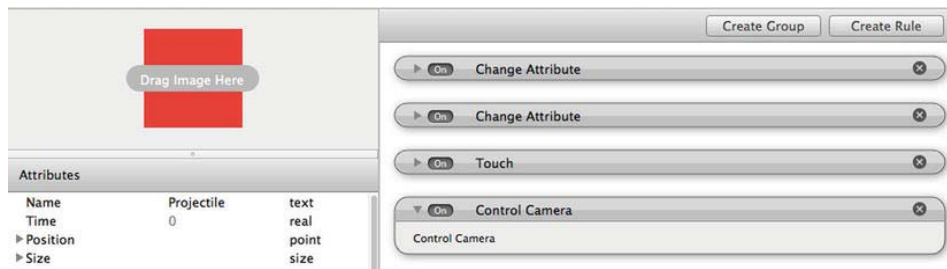 Create Group Create Rule
Drag Image Here
On Change Attribute
On Change Attribute
On Touch
On Control Camera
Control Camera
Attributes
Name Projectile text
Time 0 real
Position point
Size size